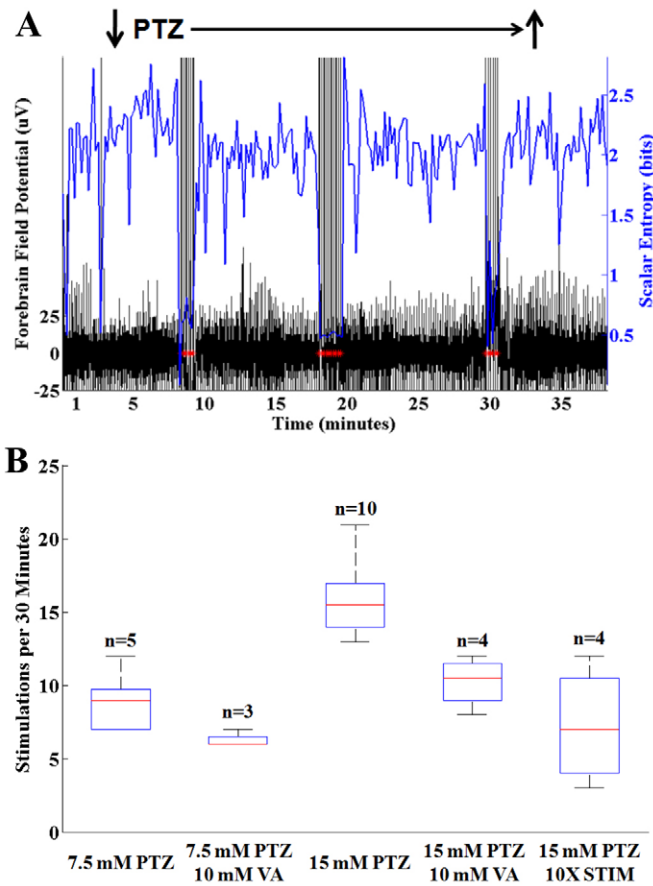 A
PTZ
Forebrain Field Potential (uV)
25
0
-25
1 5 10 15 20 25 30 35
Time (minutes)
2.5
2
1.5
1
0.5
Scalar Entropy (bits)
B
Stimulations per 30 Minutes
25
20
15
10
5
0
n=5
n=3
n=10
n=4
n=4
7.5 mM PTZ
7.5 mM PTZ
10 mM VA
15 mM PTZ
15 mM PTZ
10 mM VA
15 mM PTZ
10X STIM